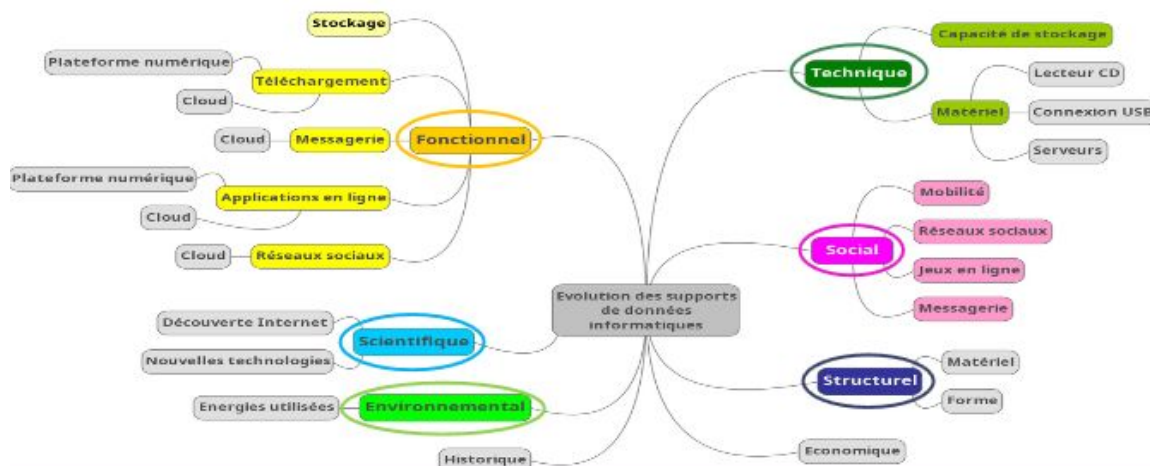 Stockage
Plateforme numérique
Téléchargement
Cloud
Cloud
Messagerie
Fonctionnel
Plateforme numérique
Applications en ligne
Cloud
Cloud
Réseaux sociaux
Découverte Internet
Scientifique
Nouvelles technologies
Energies utilisées
Environnemental
Historique
Evolution des supports
de données
informatiques
Capacité de stockage
Technique
Lecteur CD
Matériel
Connexion USB
Serveurs
Mobilité
Réseaux sociaux
Social
Jeux en ligne
Messagerie
Matériel
Structurel
Forme
Economique